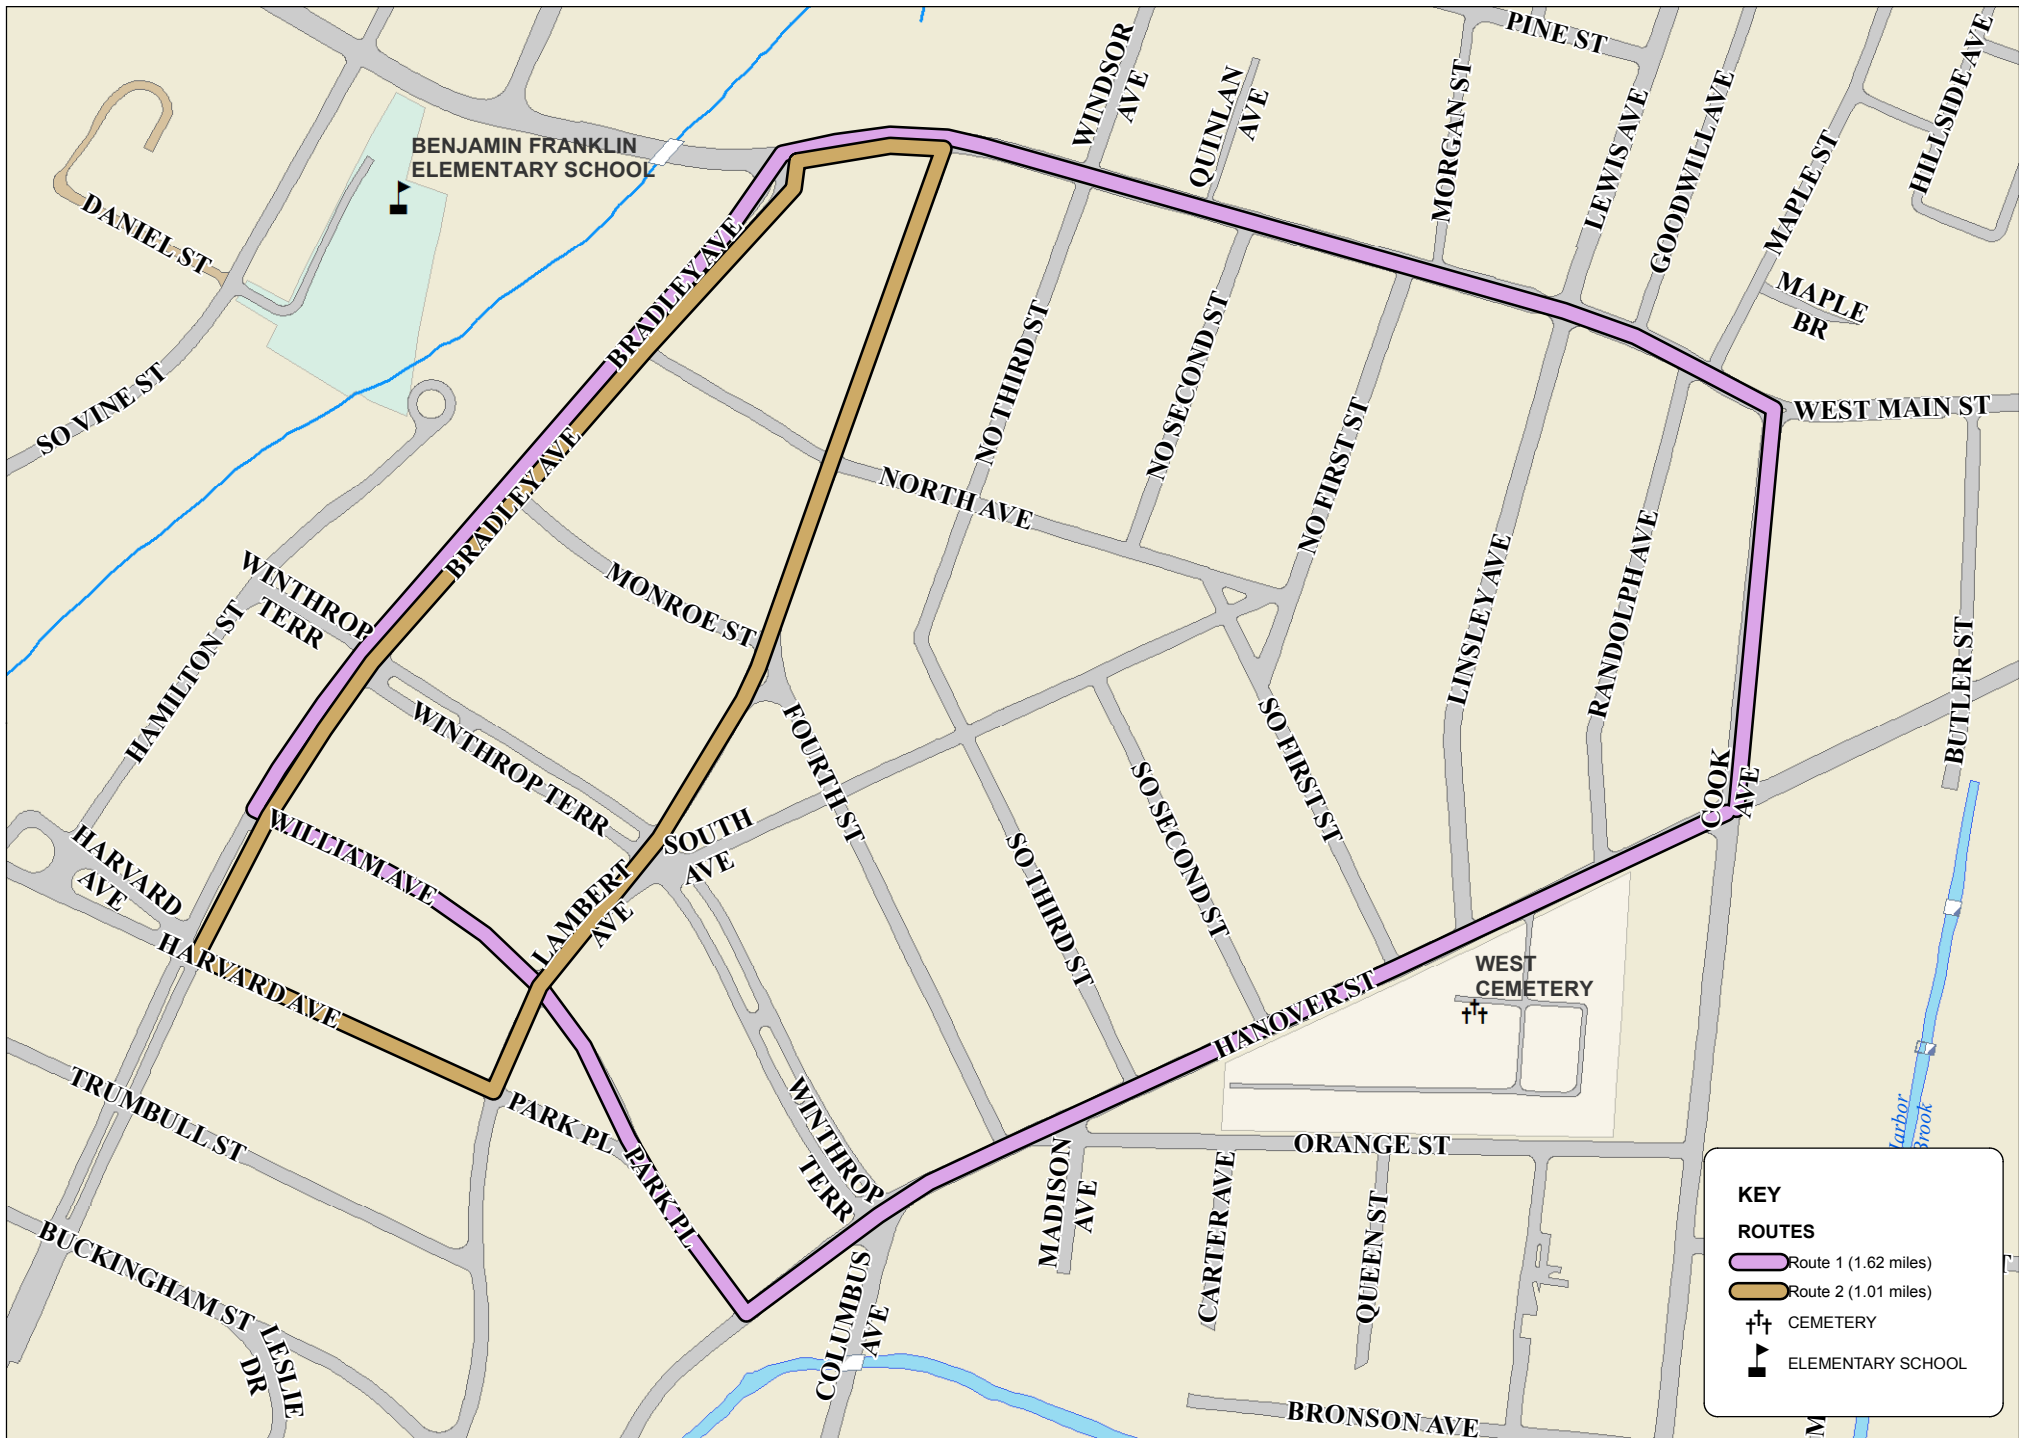 PINE ST
WINDSOR
AVE
QUINLAN
AVE
MORGAN ST
LEWIS AVE
GOODWILL AVE
MAPLE ST
HILLSIDE AVE
BENJAMIN FRANKLIN
ELEMENTARY SCHOOL
DANIEL ST
BRADLEY AVE
MAPLE
BR
SO VINE ST
NO THIRD ST
NO SECOND ST
NO FIRST ST
WEST MAIN ST
BRADLEY AVE
NORTH AVE
WINTHROP
TERR
MONROE ST
LINSLEY AVE
RANDOLPH AVE
HAMILTON ST
BUTLER ST
WINTHROP TERR
FOURTH ST
SO FIRST ST
SO SECOND ST
COOK
AVE
WILLIAM AVE
SOUTH
AVE
HARVARD
AVE
LAMBERT
AVE
SO THIRD ST
HARVARD AVE
WEST
CEMETERY
HANOVER ST
TRUMBULL ST
PARK PL
PARK PL
WINTHROP
TERR
MADISON
AVE
ORANGE ST
CARTER AVE
QUEEN ST
Harbor
Brook
BUCKINGHAM ST
LESLIE
DR
COLUMBUS
AVE
BRONSON AVE
KEY
ROUTES
Route 1 (1.62 miles)
Route 2 (1.01 miles)
CEMETERY
ELEMENTARY SCHOOL